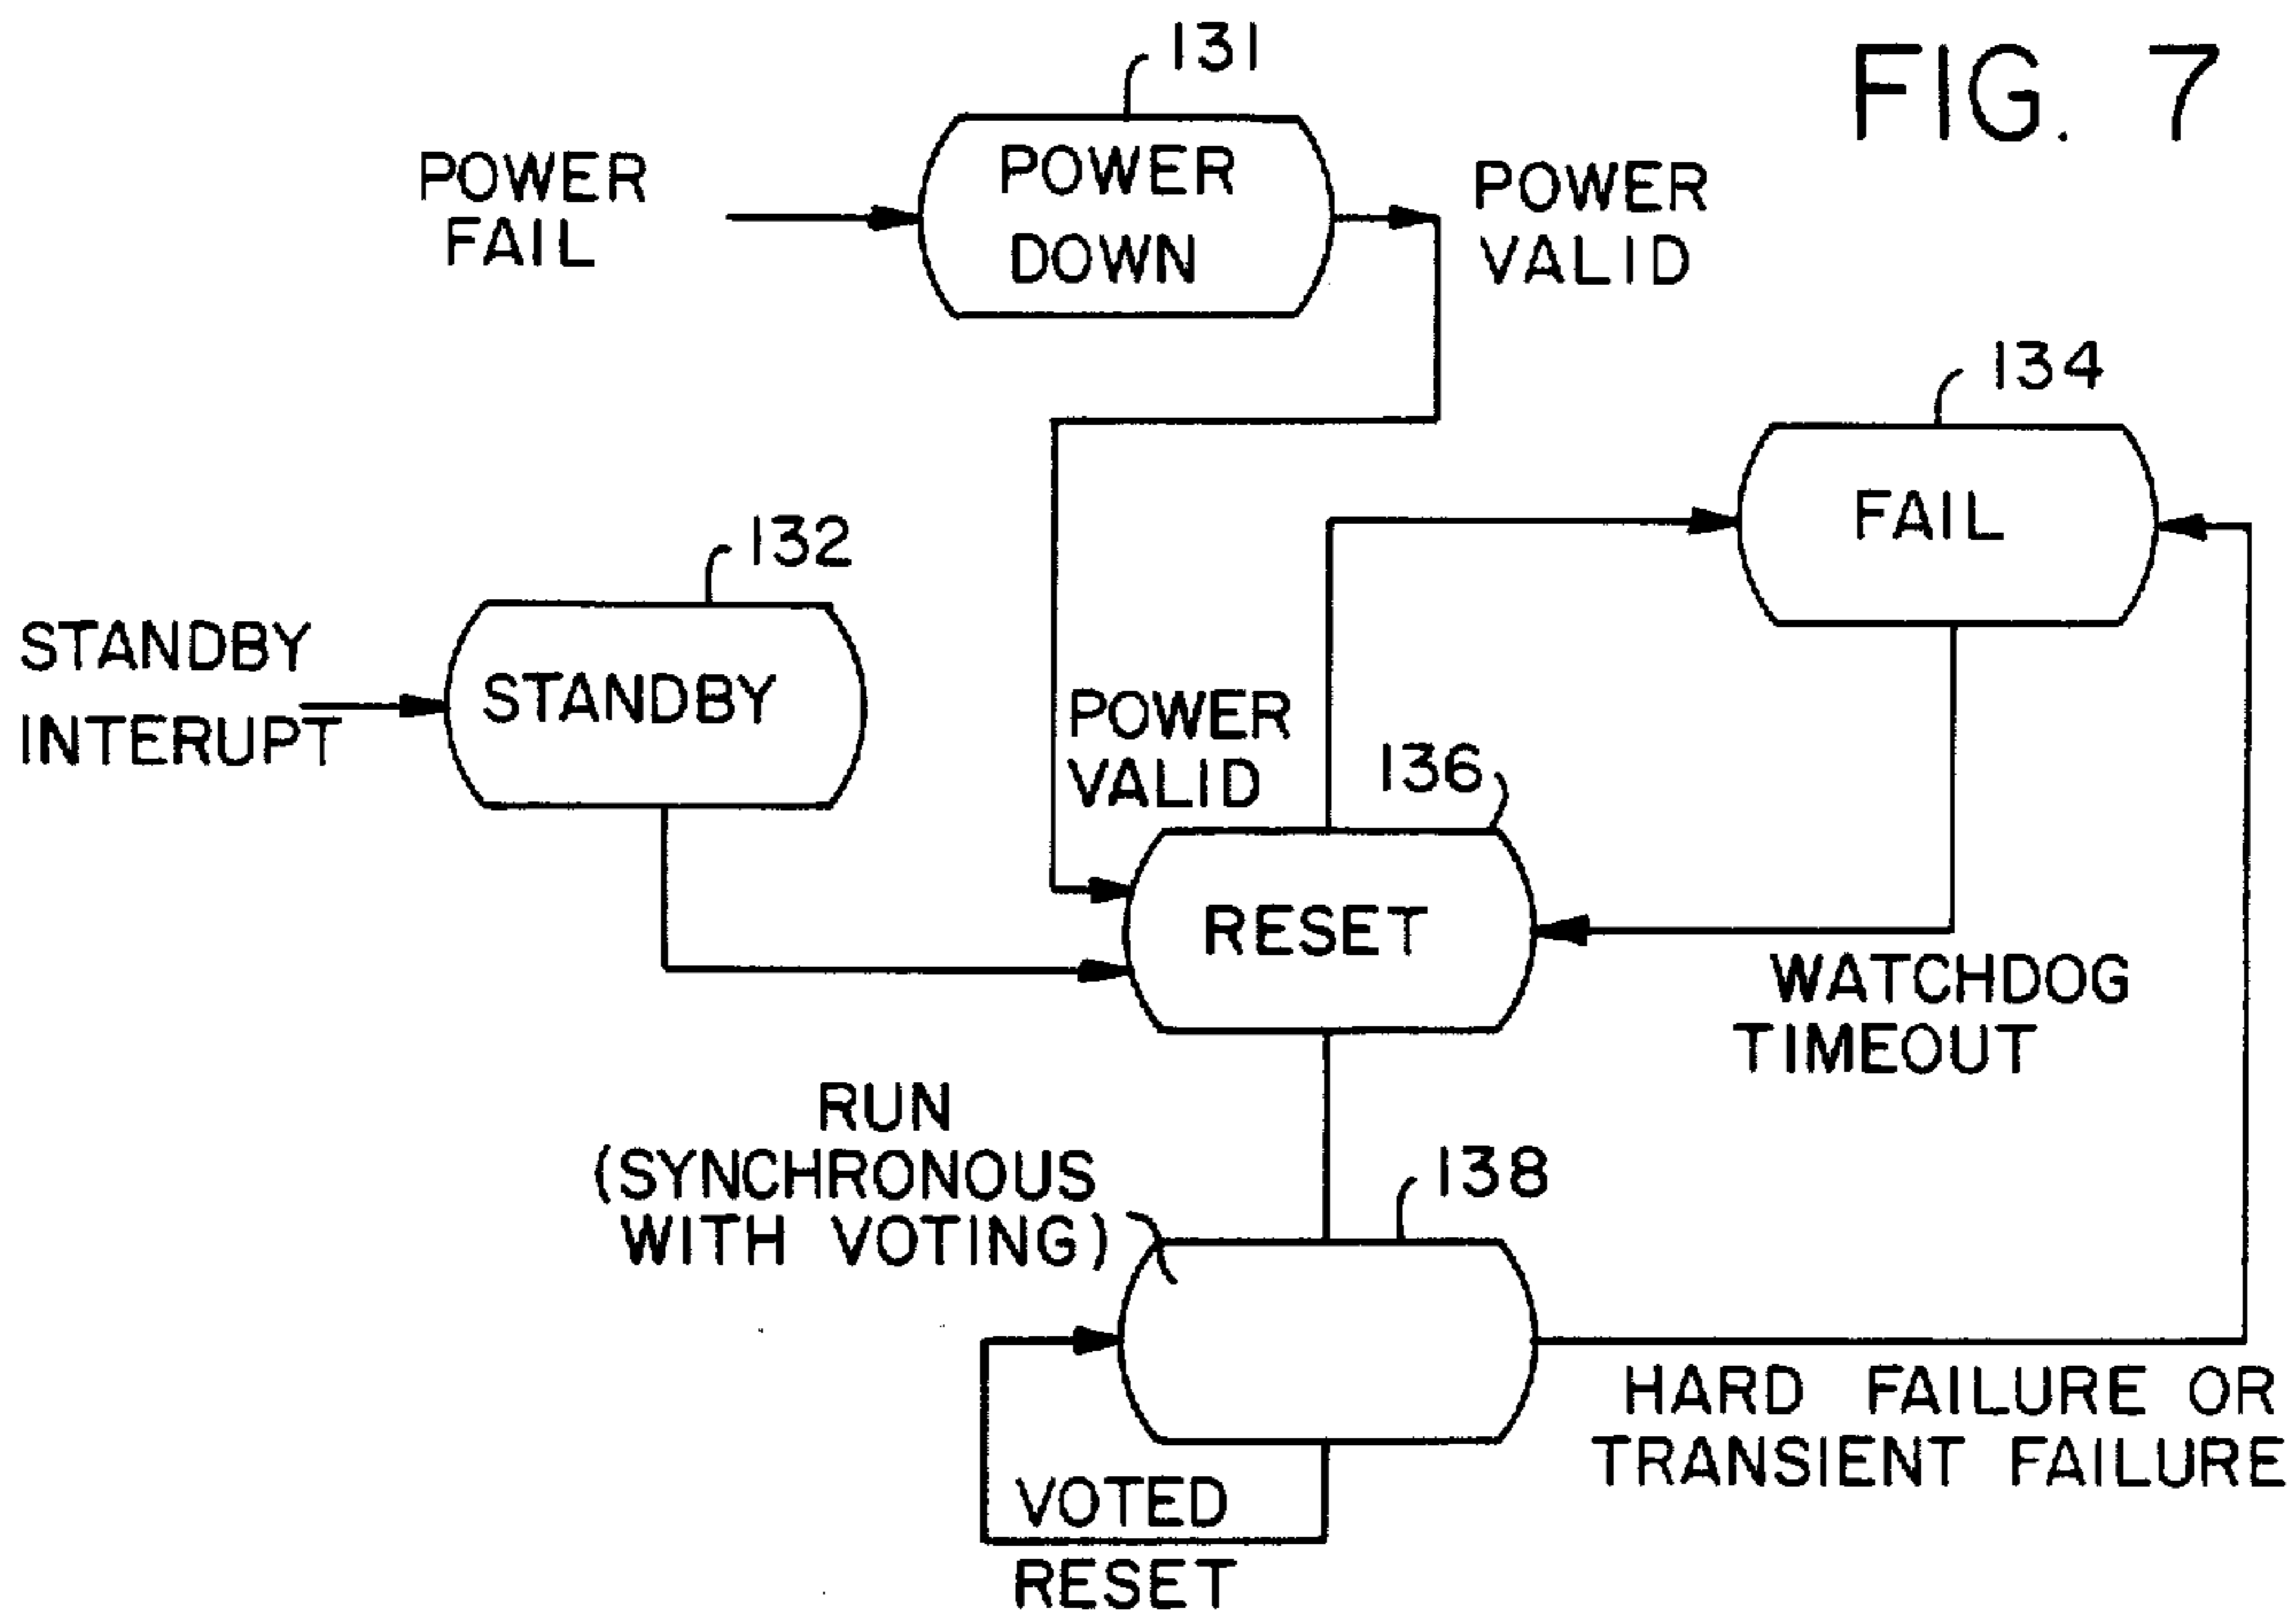 FIG. 7
131
POWER
FAIL
POWER
DOWN
POWER
VALID
134
FAIL
132
STANDBY
INTERUPT
STANDBY
POWER
VALID
136
RESET
WATCHDOG
TIMEOUT
RUN
(SYNCHRONOUS
WITH VOTING)
138
HARD FAILURE OR
TRANSIENT FAILURE
VOTED
RESET